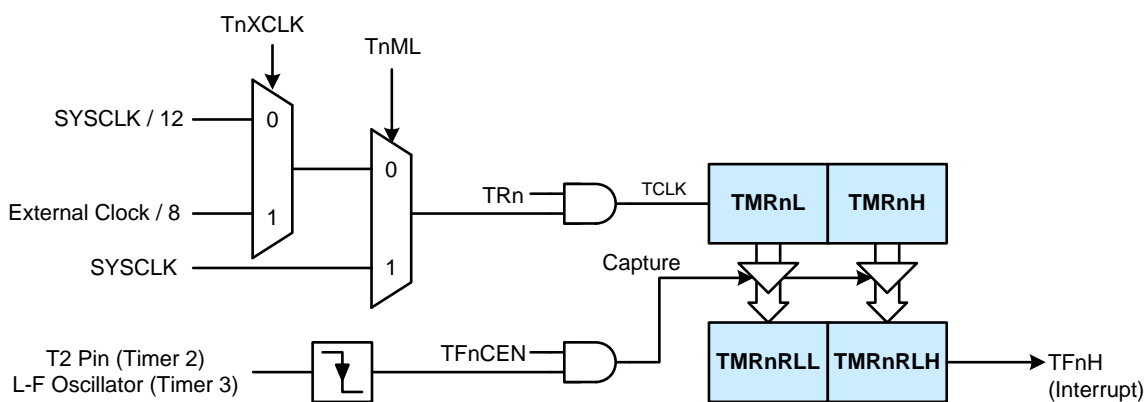 TnXCLK
TnML
SYSCLK / 12
0
0
External Clock / 8
1
TRn
TCLK
TMRnL
TMRnH
SYSCLK
1
Capture
T2 Pin (Timer 2)
L-F Oscillator (Timer 3)
TFnCEN
TMRnRLL
TMRnRLH
TFnH
(Interrupt)